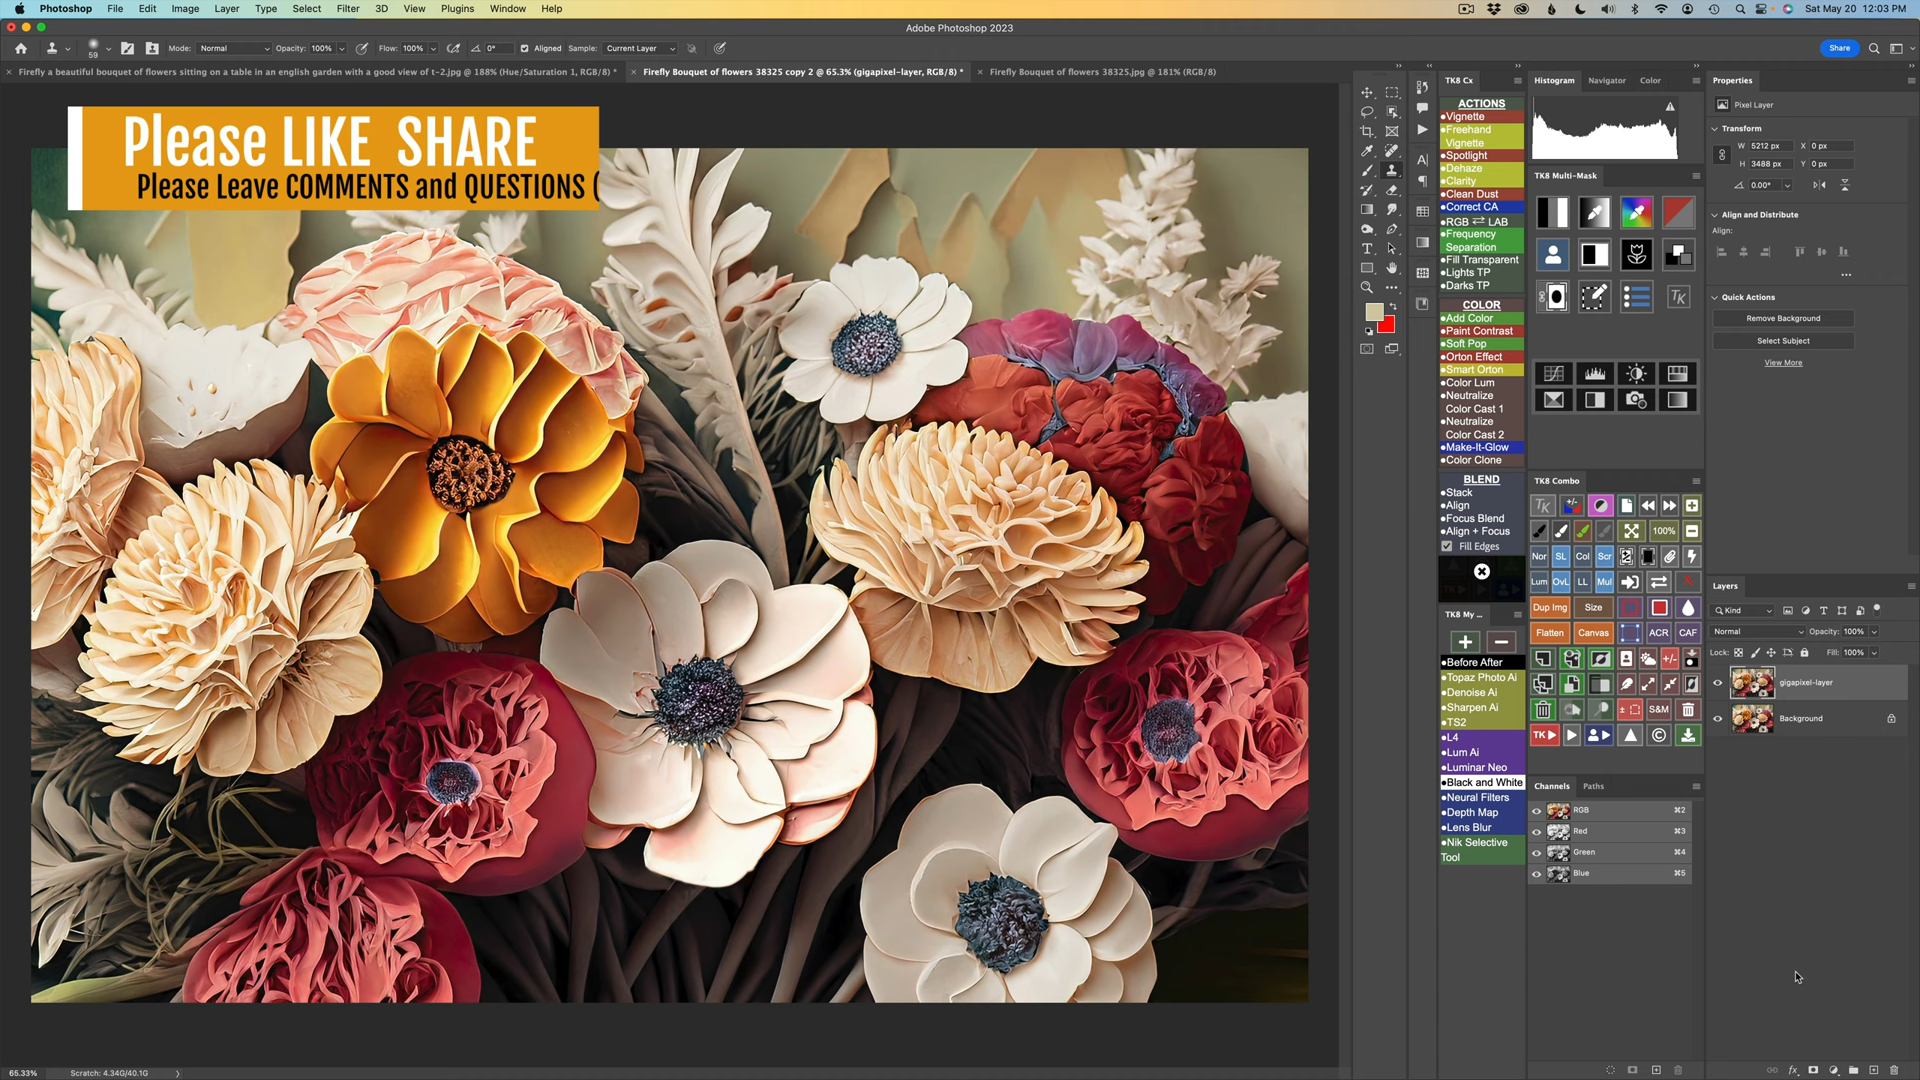 Photoshop File Edit Image Layer Type Select Filter 3D View Plugins Window Help
Sat May 20 12:03 PM
Adobe Photoshop 2023
59 Mode: Normal Opacity: 100% Flow: 100% 0° Aligned Sample: Current Layer
Share
Firefly a beautiful bouquet of flowers sitting on a table in an english garden with a good view of t-2.jpg @ 188% (Hue/Saturation 1, RGB/8) *
Firefly Bouquet of flowers 38325 copy 2 @ 65.3% (gigapixel-layer, RGB/8) *
Firefly Bouquet of flowers 38325.jpg @ 181% (RGB/8)
Please LIKE SHARE
Please Leave COMMENTS and QUESTIONS (
65.33%
Scratch: 4.34G/40.1G
TK8 Cx
ACTIONS
Vignette
Freehand
Vignette
Spotlight
Dehaze
Clarity
Clean Dust
Correct CA
RGB ⇄ LAB
Frequency
Separation
Fill Transparent
Lights TP
Darks TP
COLOR
Add Color
Paint Contrast
Soft Pop
Orton Effect
Smart Orton
Color Lum
Neutralize
Color Cast 1
Neutralize
Color Cast 2
Make-It-Glow
Color Clone
BLEND
Stack
Align
Focus Blend
Align + Focus
Fill Edges
TK8 My ...
Before After
Topaz Photo Ai
Denoise Ai
Sharpen Ai
TS2
L4
Lum Ai
Luminar Neo
Black and White
Neural Filters
Depth Map
Lens Blur
Nik Selective
Tool
Histogram Navigator Color
TK8 Multi-Mask
TK
TK8 Combo
TK +/-
100%
Nor SL Col Scr
Lum OvL LL Mul
Dup Img Size
Flatten Canvas ACR CAF
+/-
S&M
TK
Channels Paths
RGB ⌘2
Red ⌘3
Green ⌘4
Blue ⌘5
Properties
Pixel Layer
Transform
W 5212 px X 0 px
H 3488 px Y 0 px
0.00°
Align and Distribute
Align:
Quick Actions
Remove Background
Select Subject
View More
Layers
Kind
Normal Opacity: 100%
Lock: Fill: 100%
gigapixel-layer
Background